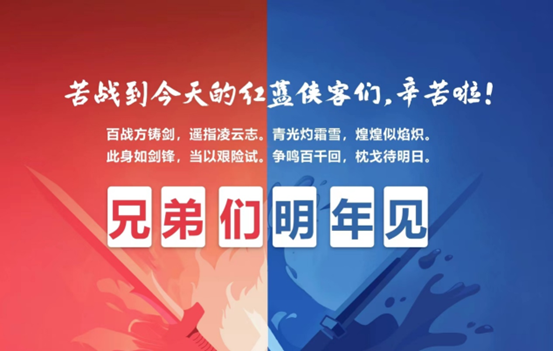 苦战到今天的红蓝侠客们,辛苦啦!
百战方铸剑，遥指凌云志。青光灼霜雪，煌煌似焰炽。
此身如剑锋，当以艰险试。争鸣百千回，枕戈待明日。
兄弟们明年见